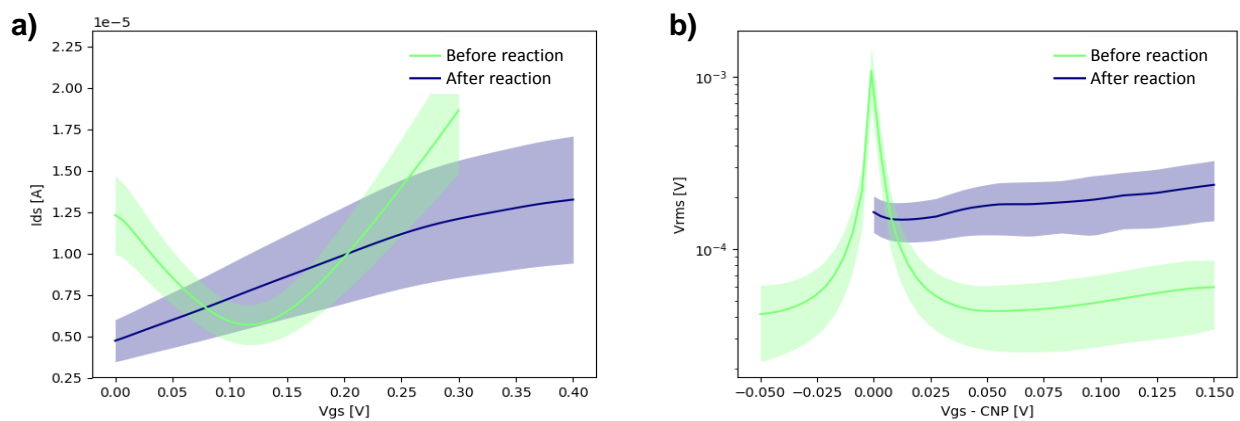 a)
1e−5
2.25
2.00
1.75
1.50
1.25
1.00
0.75
0.50
0.25
Ids [A]
Before reaction
After reaction
0.00 0.05 0.10 0.15 0.20 0.25 0.30 0.35 0.40
Vgs [V]
b)
10−3
10−4
Vrms [V]
Before reaction
After reaction
−0.050 −0.025 0.000 0.025 0.050 0.075 0.100 0.125 0.150
Vgs - CNP [V]